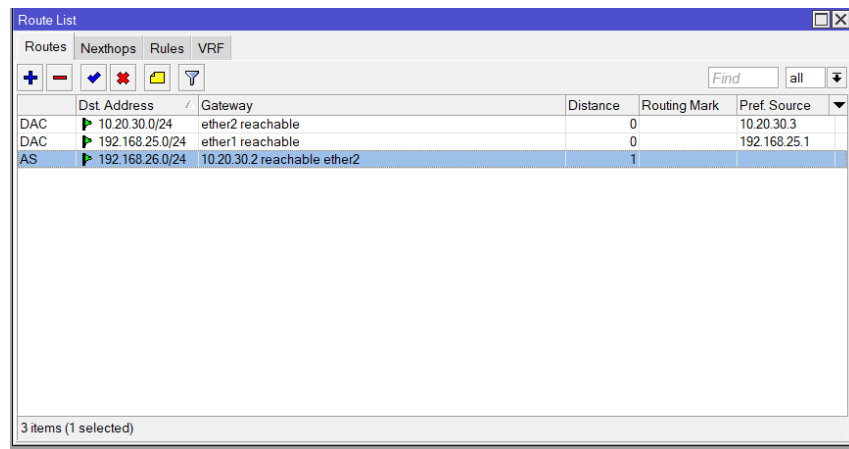 Route List
Routes Nexthops Rules VRF
Find all
Dst. Address Gateway Distance Routing Mark Pref. Source
DAC 10.20.30.0/24 ether2 reachable 0 10.20.30.3
DAC 192.168.25.0/24 ether1 reachable 0 192.168.25.1
AS 192.168.26.0/24 10.20.30.2 reachable ether2 1
3 items (1 selected)